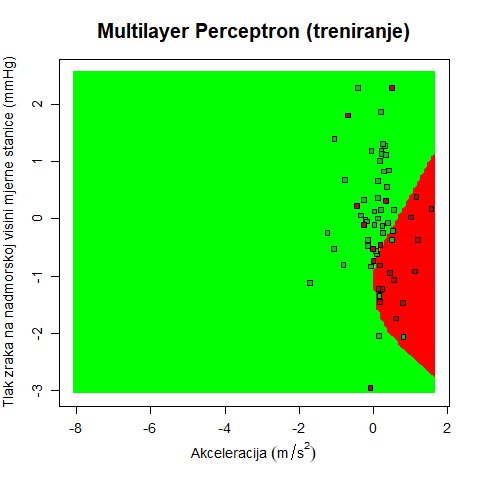 Multilayer Perceptron (treniranje)
Tlak zraka na nadmorskoj visini mjerne stanice (mmHg)
2
1
0
-1
-2
-3
-8 -6 -4 -2 0 2
Akceleracija (m/s²)